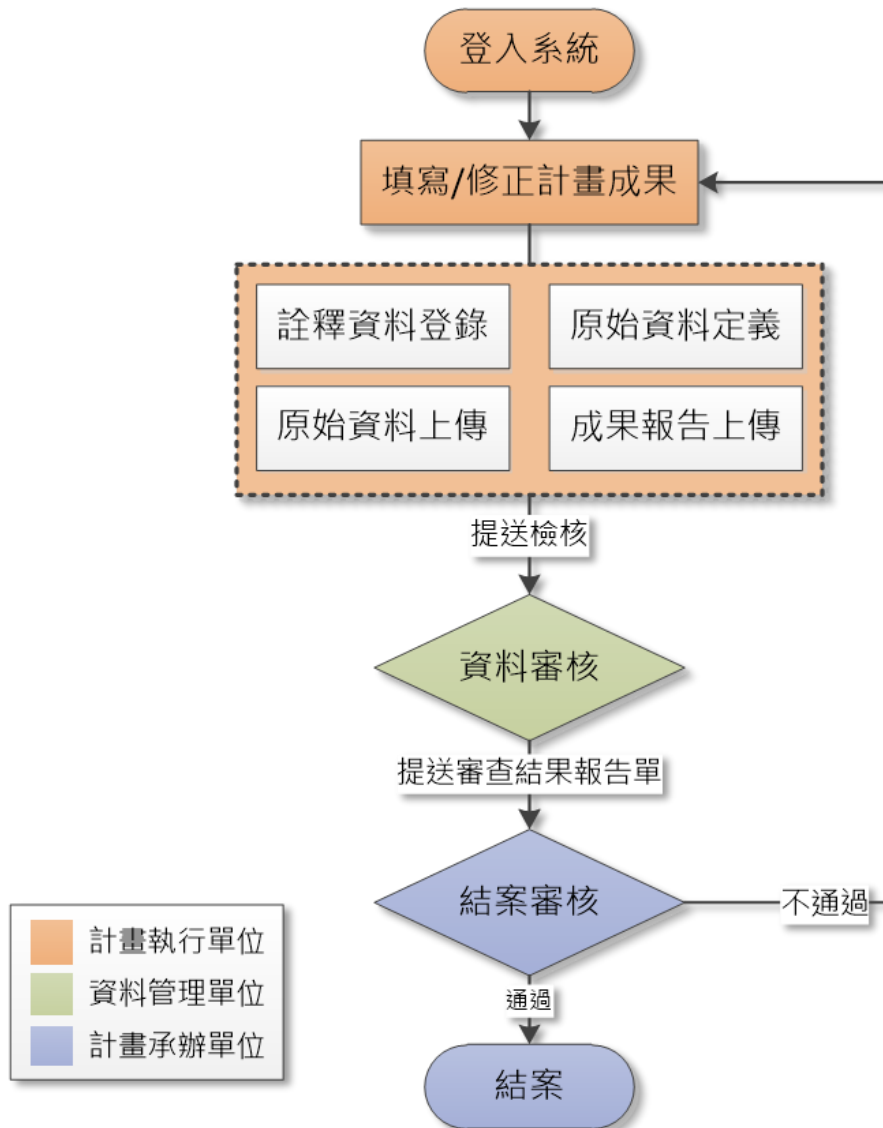 登入系統
填寫/修正計畫成果
詮釋資料登錄
原始資料定義
原始資料上傳
成果報告上傳
提送檢核
資料審核
提送審查結果報告單
結案審核
不通過
通過
結案
計畫執行單位
資料管理單位
計畫承辦單位